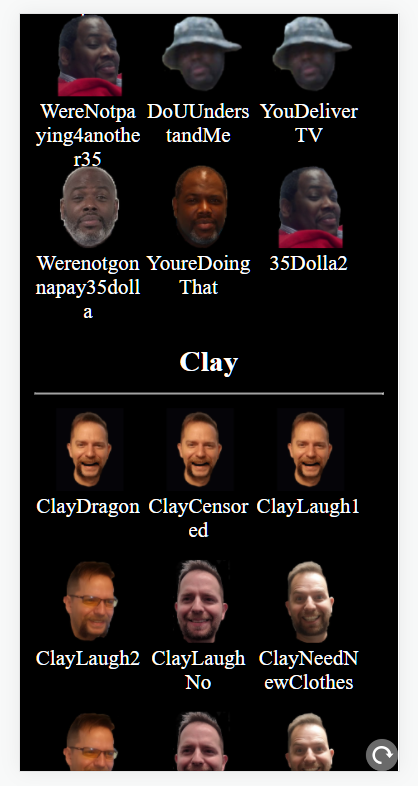 WereNotpa DoUUnders YouDeliver
ying4anothe tandMe TV
r35
Werenotgon YoureDoing 35Dolla2
napay35doll That
a
Clay
ClayDragon ClayCensor ClayLaugh1
ed
ClayLaugh2 ClayLaugh ClayNeedN
No ewClothes